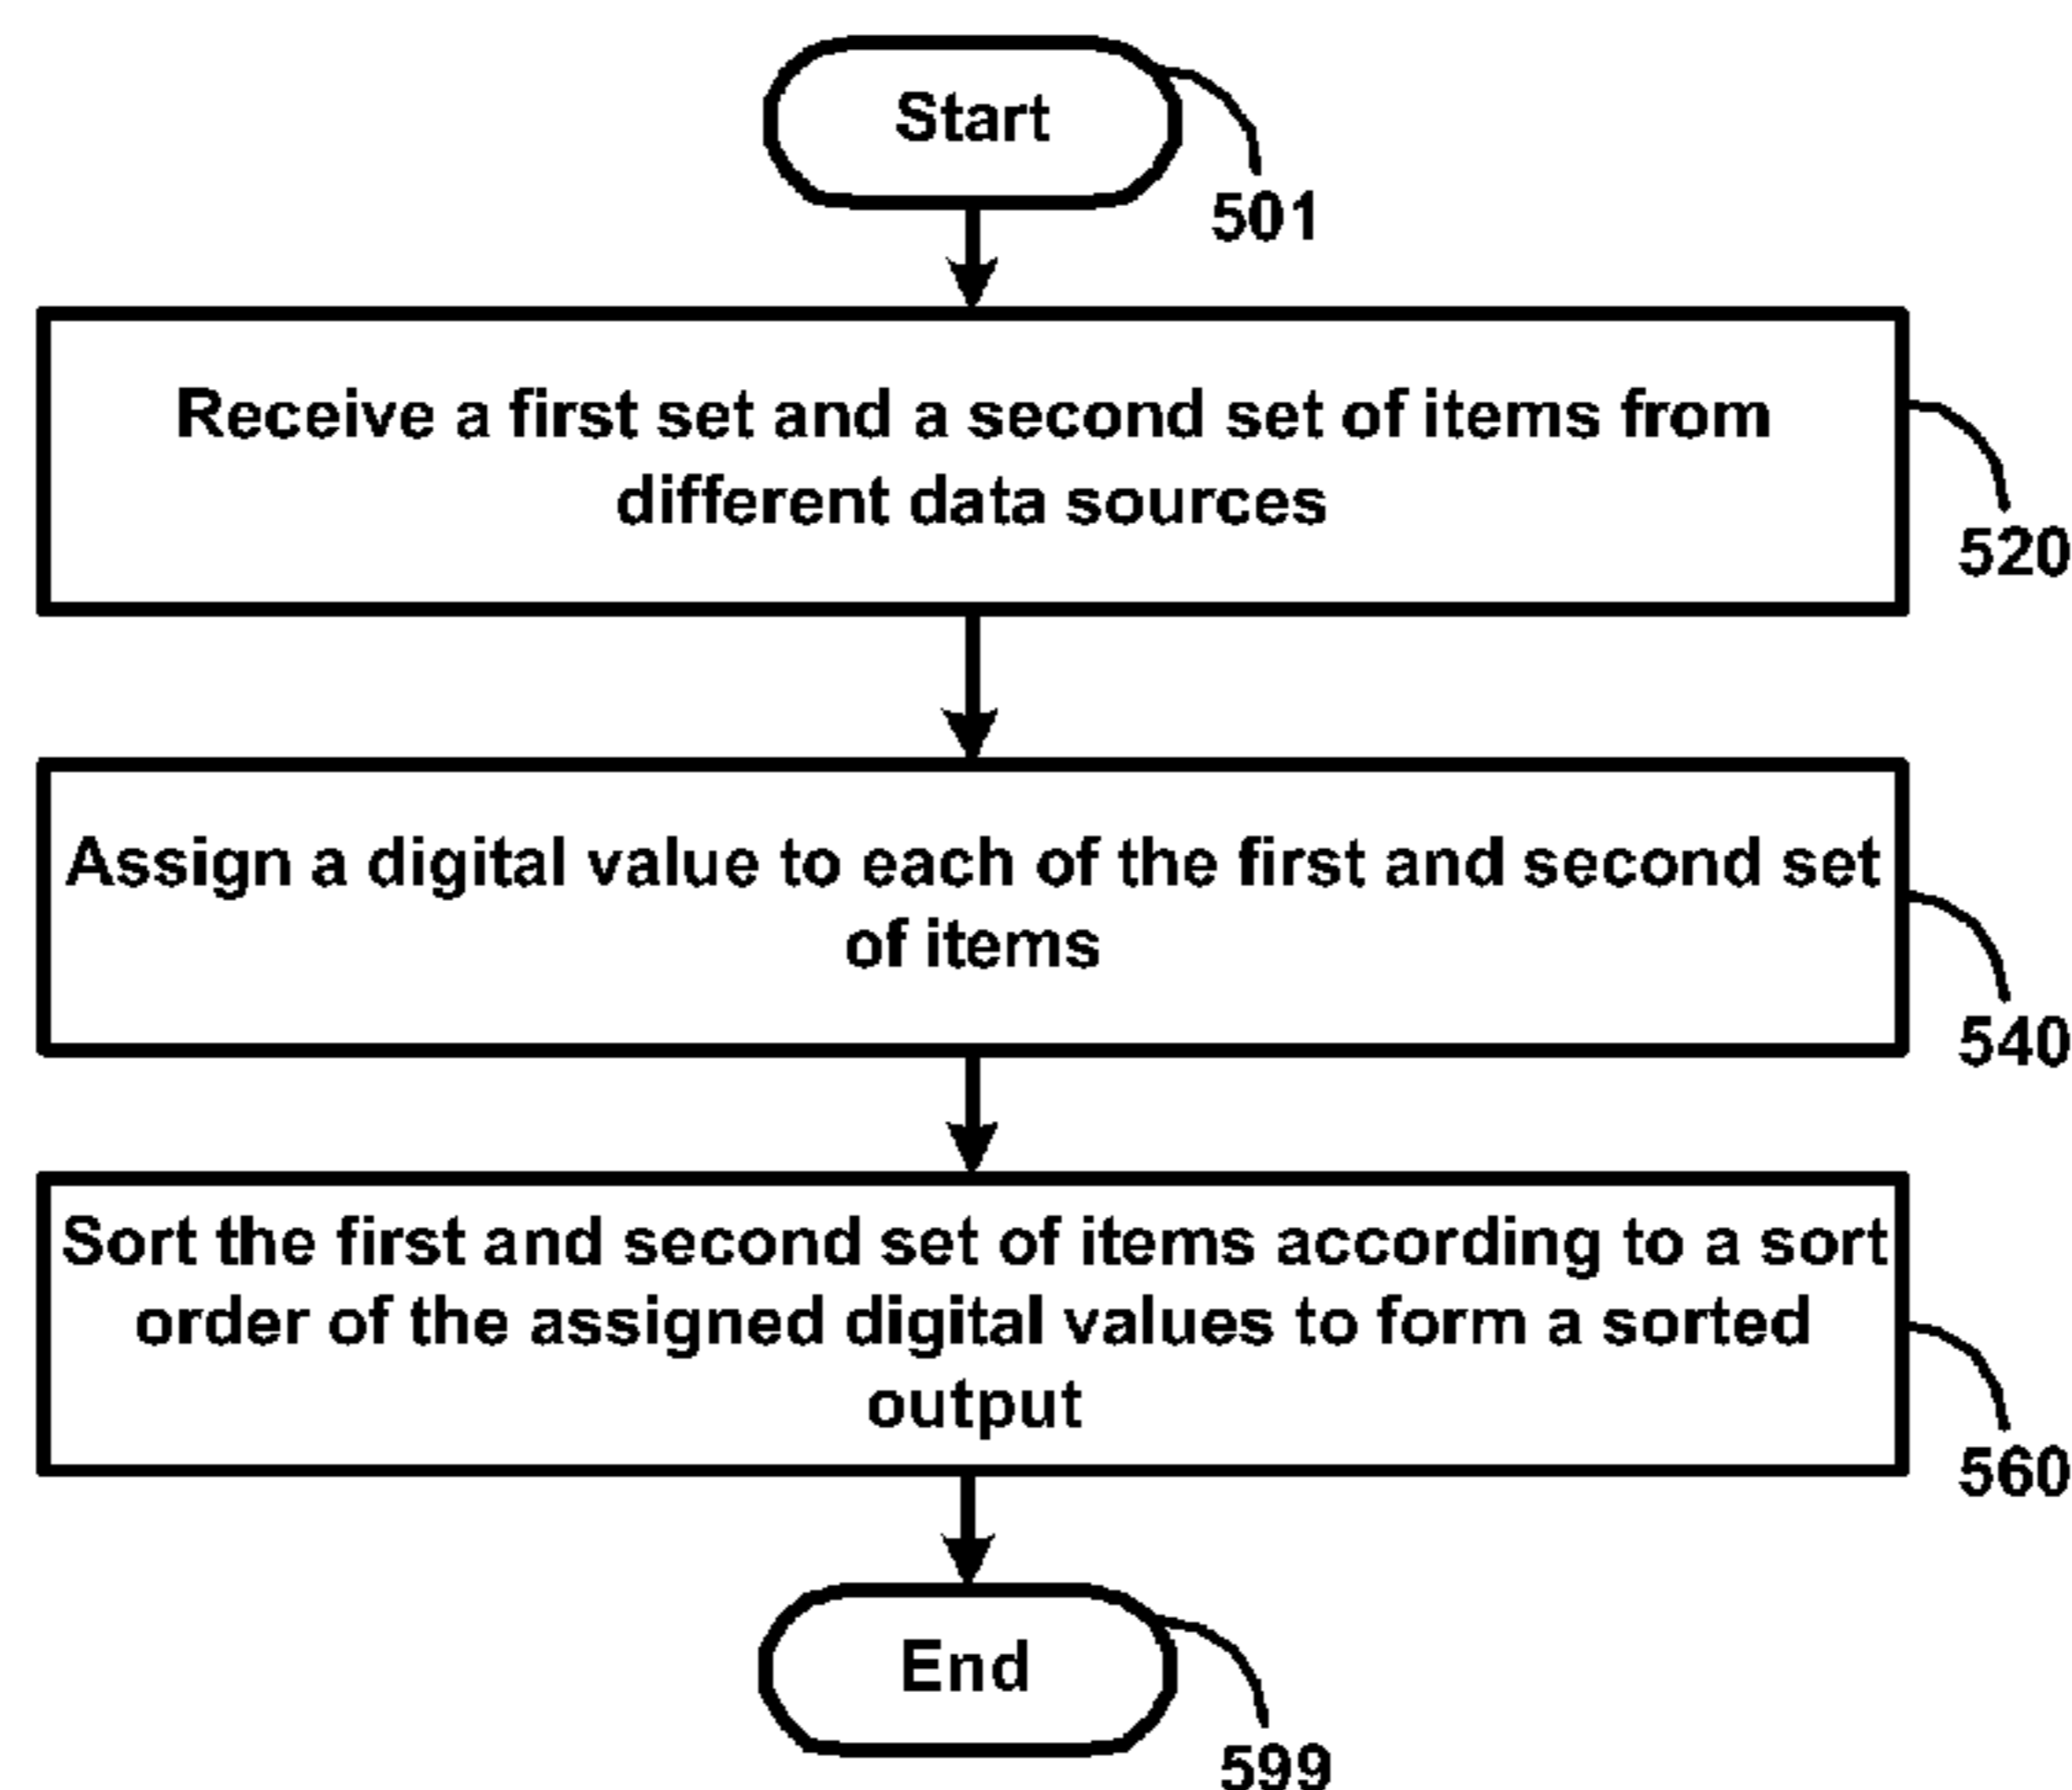 Start
501
Receive a first set and a second set of items from
different data sources
520
Assign a digital value to each of the first and second set
of items
540
Sort the first and second set of items according to a sort
order of the assigned digital values to form a sorted
output
560
End
599